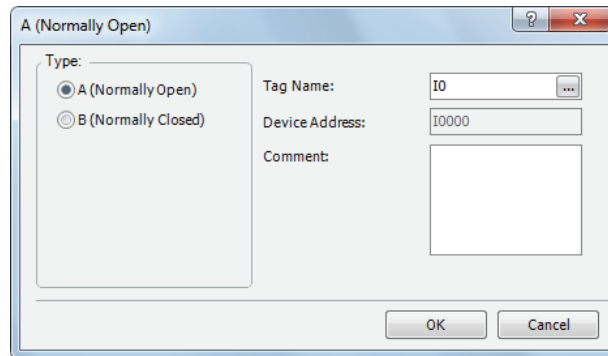 A (Normally Open)
Type:
A (Normally Open)
B (Normally Closed)
Tag Name:
I0
...
Device Address:
I0000
Comment:
OK
Cancel